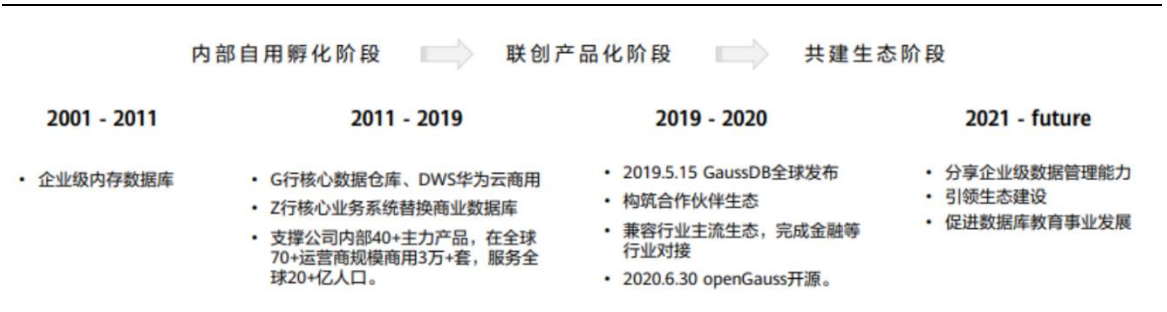 内部自用孵化阶段
联创产品化阶段
共建生态阶段
2001 - 2011
2011 - 2019
2019 - 2020
2021 - future
• 企业级内存数据库
• G行核心数据仓库、DWS华为云商用
• Z行核心业务系统替换商业数据库
• 支撑公司内部40+主力产品，在全球
70+运营商规模商用3万+套，服务全
球20+亿人口。
• 2019.5.15 GaussDB全球发布
• 构筑合作伙伴生态
• 兼容行业主流生态，完成金融等
行业对接
• 2020.6.30 openGauss开源。
• 分享企业级数据管理能力
• 引领生态建设
• 促进数据库教育事业发展